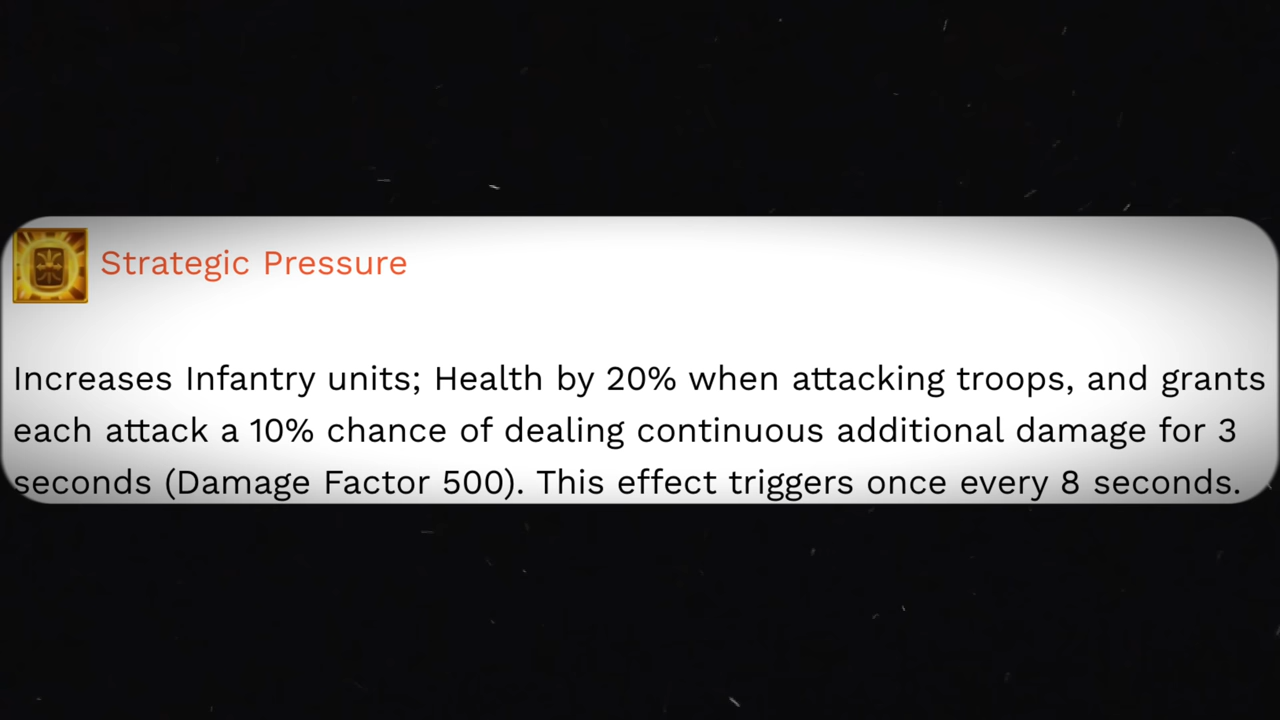 Strategic Pressure
Increases Infantry units; Health by 20% when attacking troops, and grants
each attack a 10% chance of dealing continuous additional damage for 3
seconds (Damage Factor 500). This effect triggers once every 8 seconds.